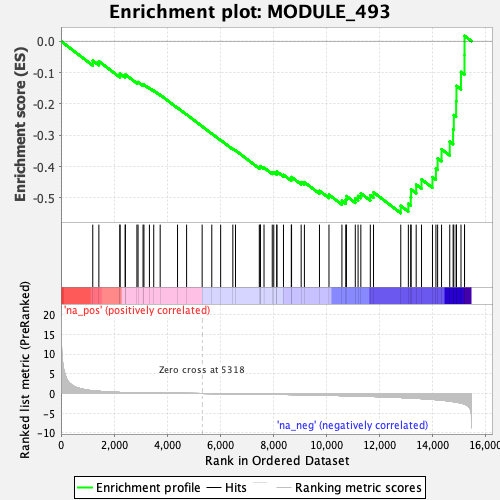 Enrichment plot: MODULE_493
Enrichment score (ES)
0.0
-0.1
-0.2
-0.3
-0.4
-0.5
'na_pos' (positively correlated)
Ranked list metric (PreRanked)
20
15
10
5
0
-5
-10
Zero cross at 5318
'na_neg' (negatively correlated)
0
2,000
4,000
6,000
8,000
10,000
12,000
14,000
16,000
Rank in Ordered Dataset
Enrichment profile
Hits
Ranking metric scores